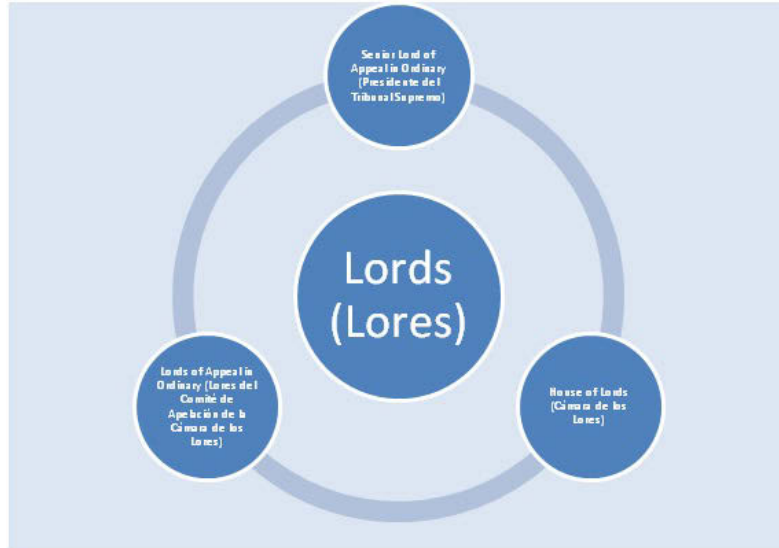 Senior Lord of
Appeal in Ordinary
(Presidente del
Tribunal Supremo)
Lords
(Lores)
Lords of Appeal in
Ordinary (Lores del
Comité de
Apelación de la
Cámara de los
Lores)
House of Lords
(Cámara de los
Lores)